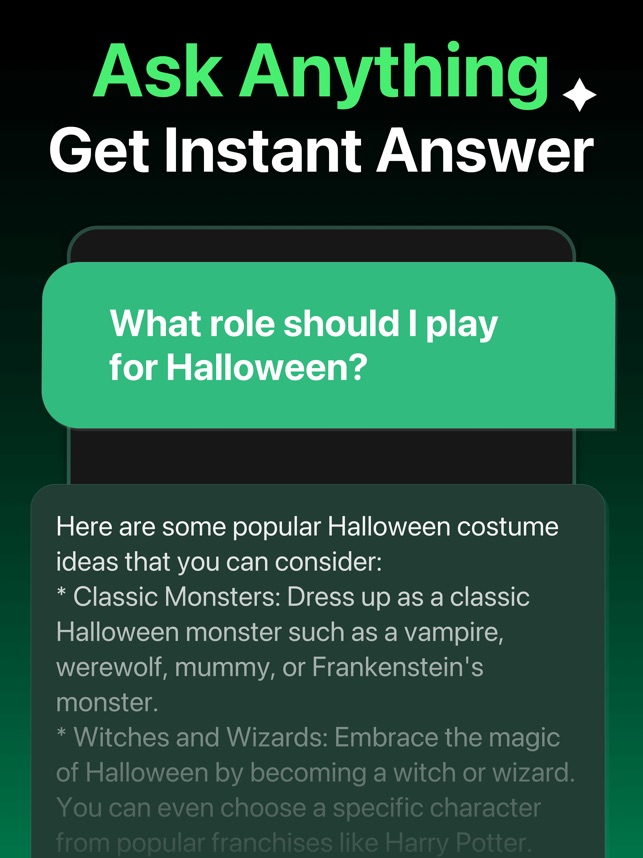 Ask Anything
Get Instant Answer
What role should I play
for Halloween?
Here are some popular Halloween costume
ideas that you can consider:
* Classic Monsters: Dress up as a classic
Halloween monster such as a vampire,
werewolf, mummy, or Frankenstein's
monster.
* Witches and Wizards: Embrace the magic
of Halloween by becoming a witch or wizard.
You can even choose a specific character
from popular franchises like Harry Potter.